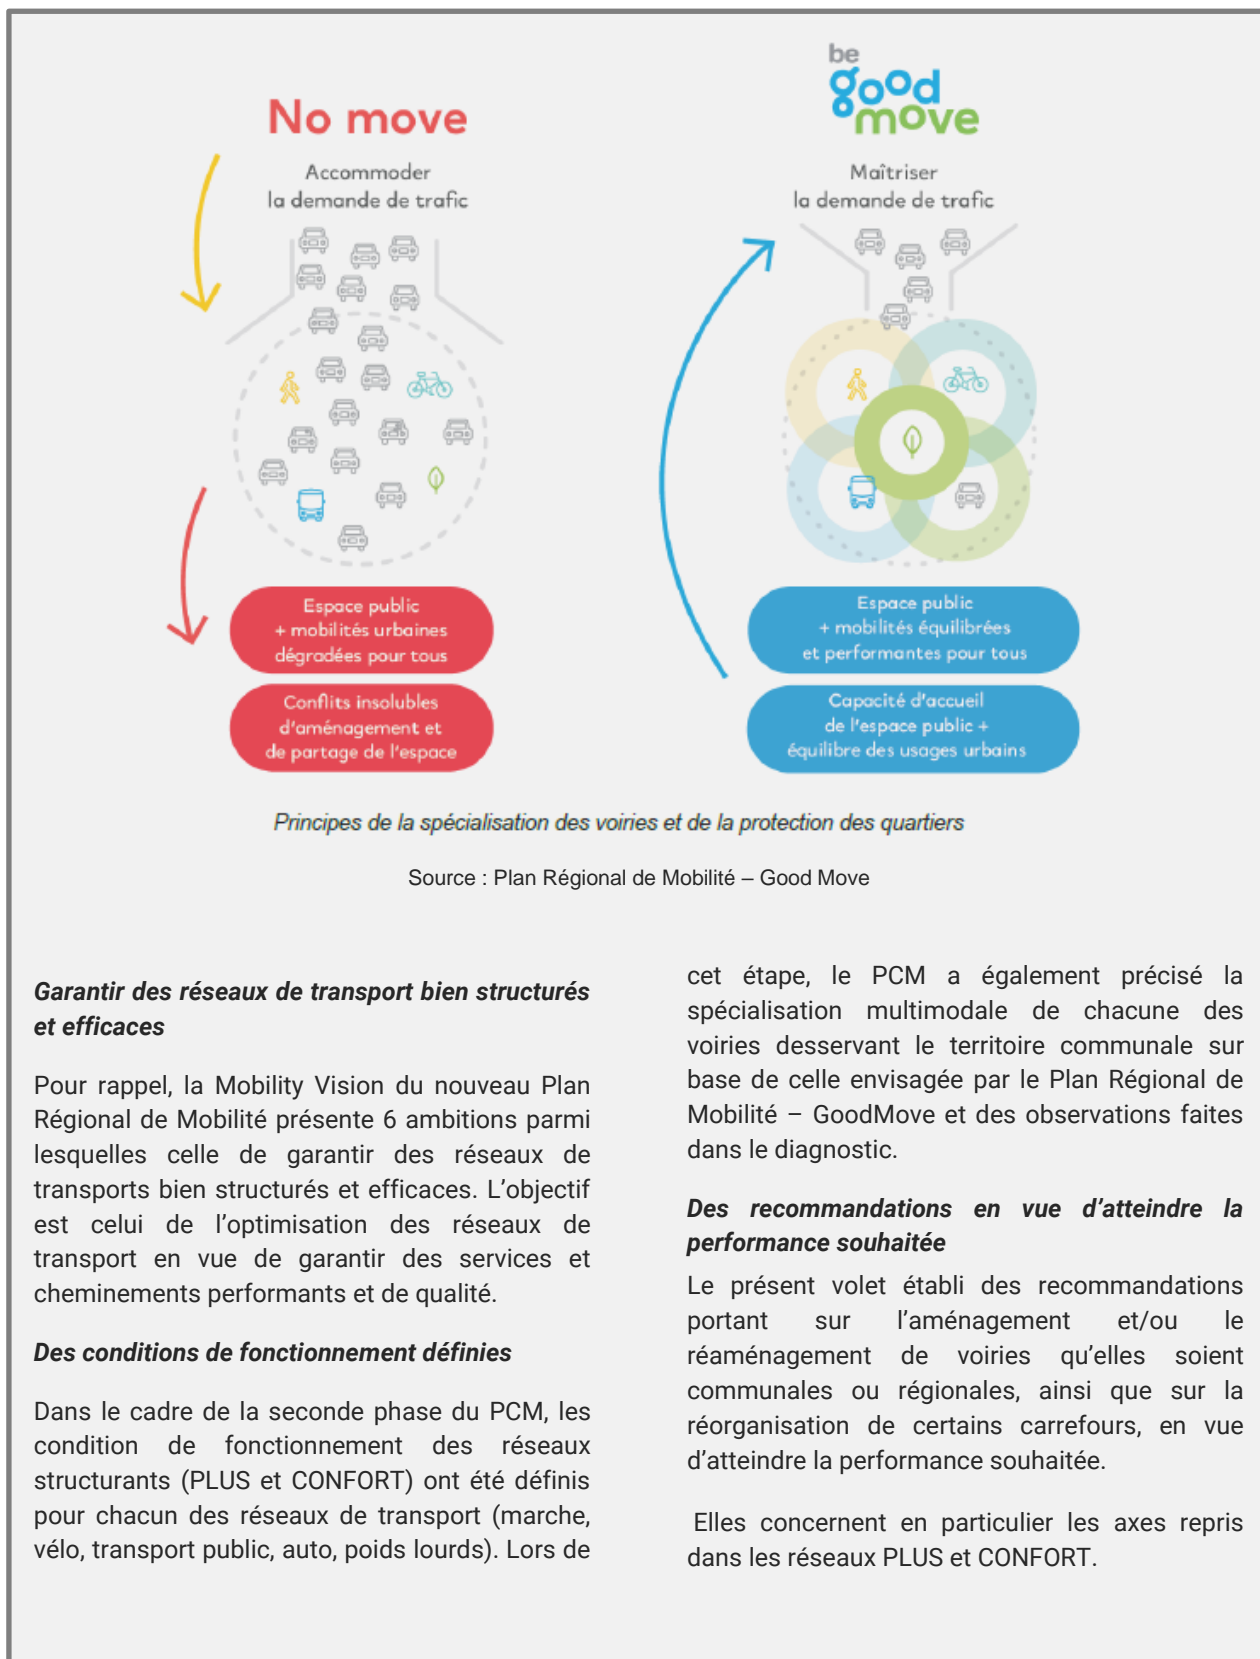 No move
Accommoder
la demande de trafic
Espace public
+ mobilités urbaines
dégradées pour tous
Conflits insolubles
d'aménagement et
de partage de l'espace
be
good
move
Maîtriser
la demande de trafic
Espace public
+ mobilités équilibrées
et performantes pour tous
Capacité d'accueil
de l'espace public +
équilibre des usages urbains
Principes de la spécialisation des voiries et de la protection des quartiers
Source : Plan Régional de Mobilité – Good Move
Garantir des réseaux de transport bien structurés
et efficaces
Pour rappel, la Mobility Vision du nouveau Plan
Régional de Mobilité présente 6 ambitions parmi
lesquelles celle de garantir des réseaux de
transports bien structurés et efficaces. L'objectif
est celui de l'optimisation des réseaux de
transport en vue de garantir des services et
cheminements performants et de qualité.
Des conditions de fonctionnement définies
Dans le cadre de la seconde phase du PCM, les
condition de fonctionnement des réseaux
structurants (PLUS et CONFORT) ont été définis
pour chacun des réseaux de transport (marche,
vélo, transport public, auto, poids lourds). Lors de
cet étape, le PCM a également précisé la
spécialisation multimodale de chacune des
voiries desservant le territoire communale sur
base de celle envisagée par le Plan Régional de
Mobilité – GoodMove et des observations faites
dans le diagnostic.
Des recommandations en vue d'atteindre la
performance souhaitée
Le présent volet établi des recommandations
portant sur l'aménagement et/ou le
réaménagement de voiries qu'elles soient
communales ou régionales, ainsi que sur la
réorganisation de certains carrefours, en vue
d'atteindre la performance souhaitée.
Elles concernent en particulier les axes repris
dans les réseaux PLUS et CONFORT.